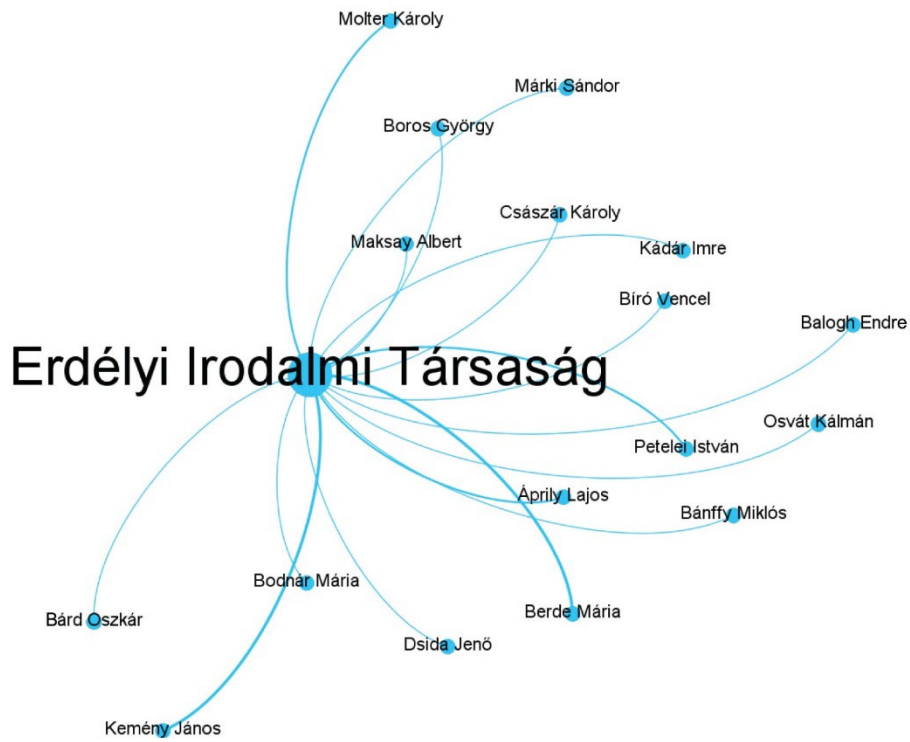 Molter Károly
Márki Sándor
Boros György
Császár Károly
Maksay Albert
Kádár Imre
Bíró Vencel
Balogh Endre
Erdélyi Irodalmi Társaság
Osvát Kálmán
Petelei István
Áprily Lajos
Bánffy Miklós
Bodnár Mária
Berde Mária
Bárd Oszkár
Dsida Jenő
Kemény János